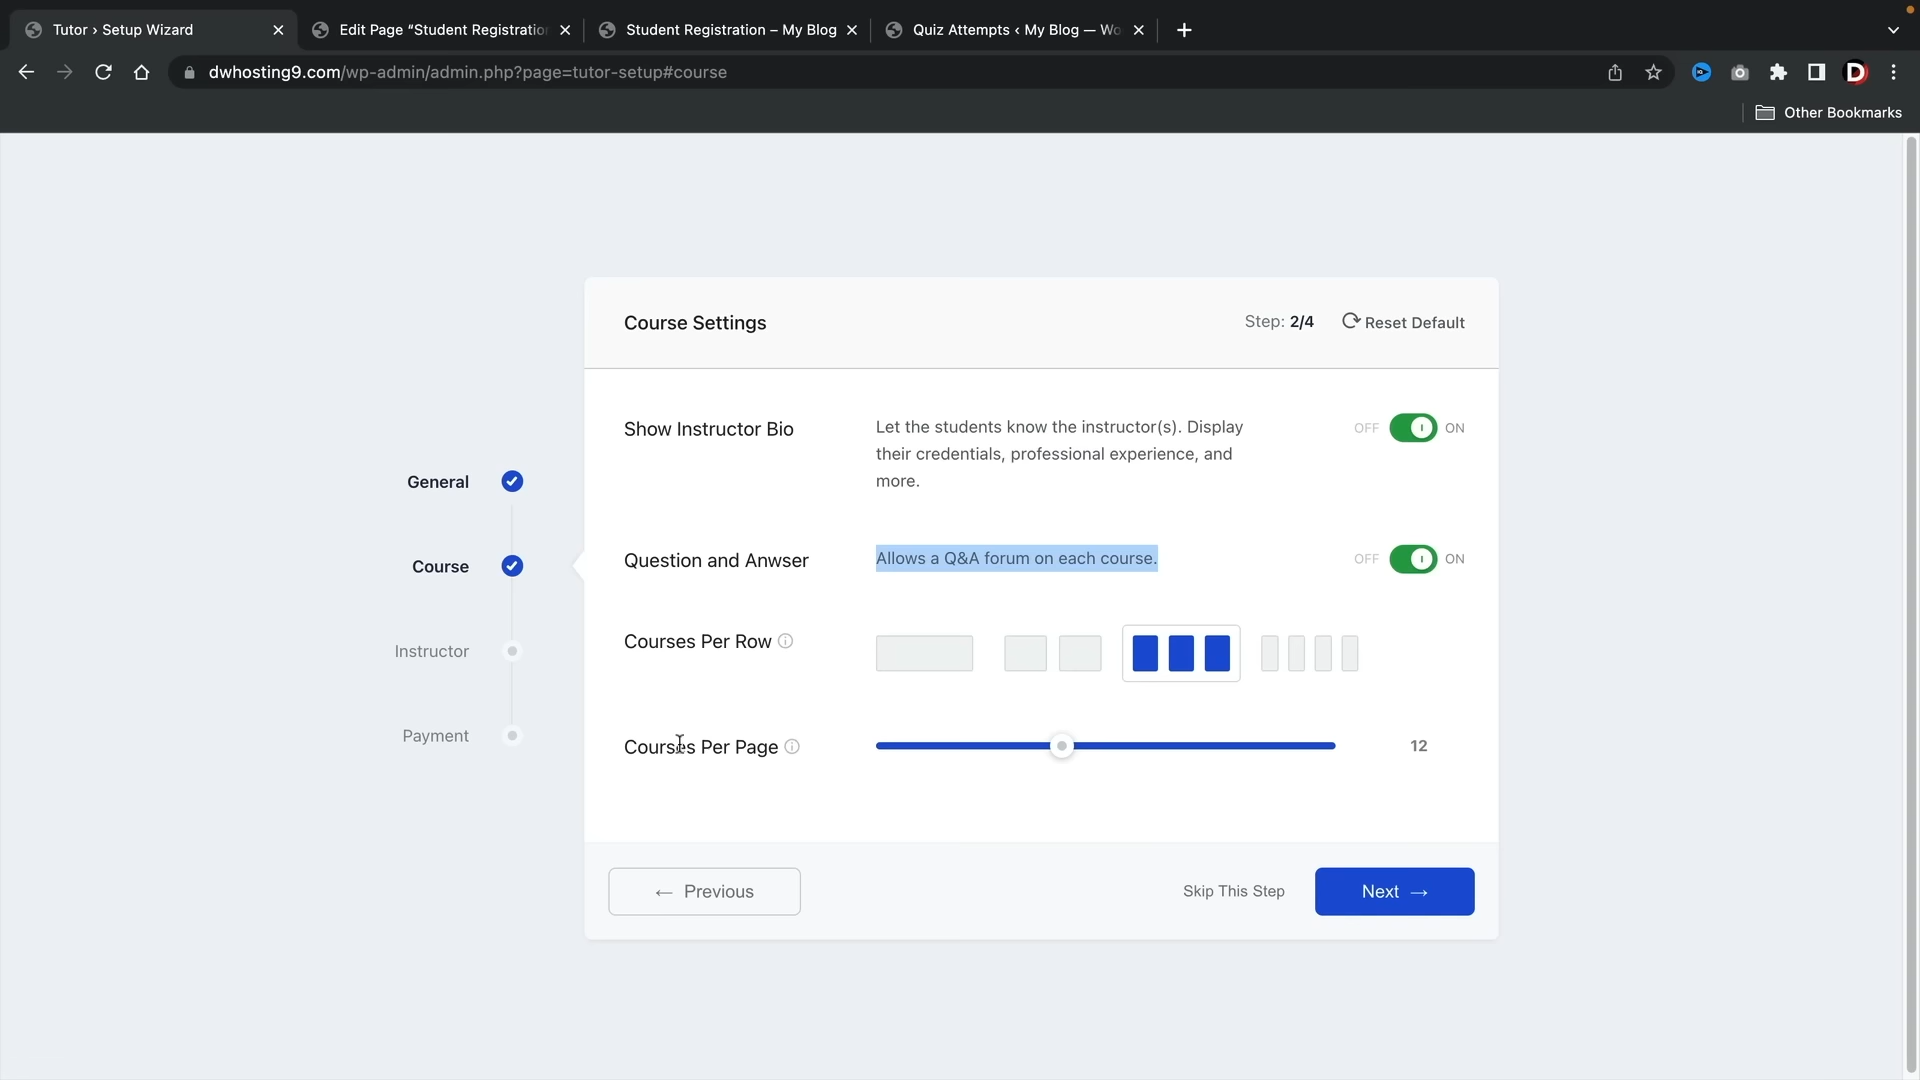 Tutor › Setup Wizard
Edit Page “Student Registration
Student Registration – My Blog
Quiz Attempts ‹ My Blog — Wo
dwhosting9.com/wp-admin/admin.php?page=tutor-setup#course
Other Bookmarks
Course Settings
Step: 2/4
Reset Default
Show Instructor Bio
Let the students know the instructor(s). Display
their credentials, professional experience, and
more.
OFF
ON
General
Course
Instructor
Payment
Question and Anwser
Allows a Q&A forum on each course.
OFF
ON
Courses Per Row
Courses Per Page
12
← Previous
Skip This Step
Next →